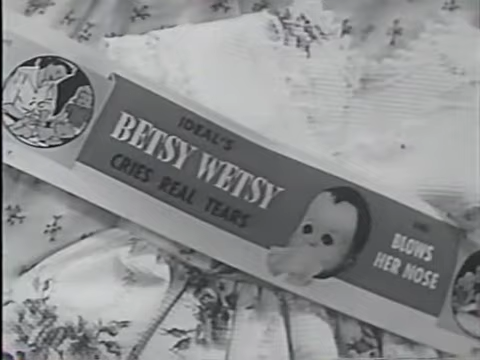 IDEAL'S
BETSY WETSY
CRIES REAL TEARS
BLOWS
HER NOSE